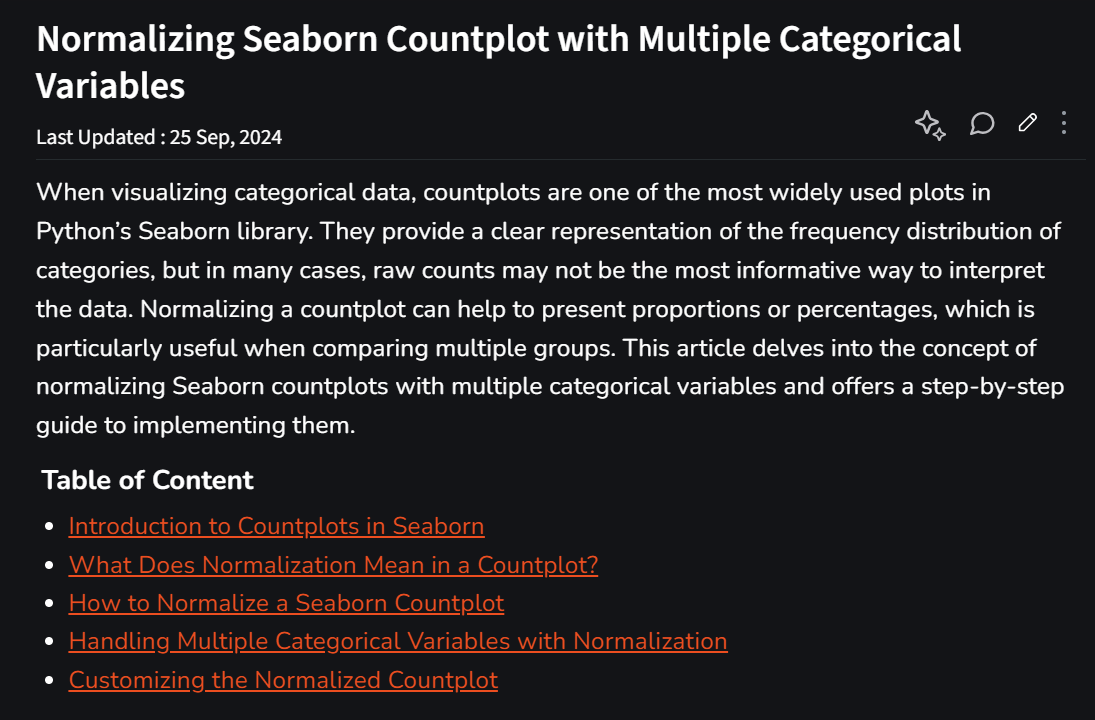 Normalizing Seaborn Countplot with Multiple Categorical
Variables
Last Updated : 25 Sep, 2024
When visualizing categorical data, countplots are one of the most widely used plots in
Python’s Seaborn library. They provide a clear representation of the frequency distribution of
categories, but in many cases, raw counts may not be the most informative way to interpret
the data. Normalizing a countplot can help to present proportions or percentages, which is
particularly useful when comparing multiple groups. This article delves into the concept of
normalizing Seaborn countplots with multiple categorical variables and offers a step-by-step
guide to implementing them.
Table of Content
Introduction to Countplots in Seaborn
What Does Normalization Mean in a Countplot?
How to Normalize a Seaborn Countplot
Handling Multiple Categorical Variables with Normalization
Customizing the Normalized Countplot